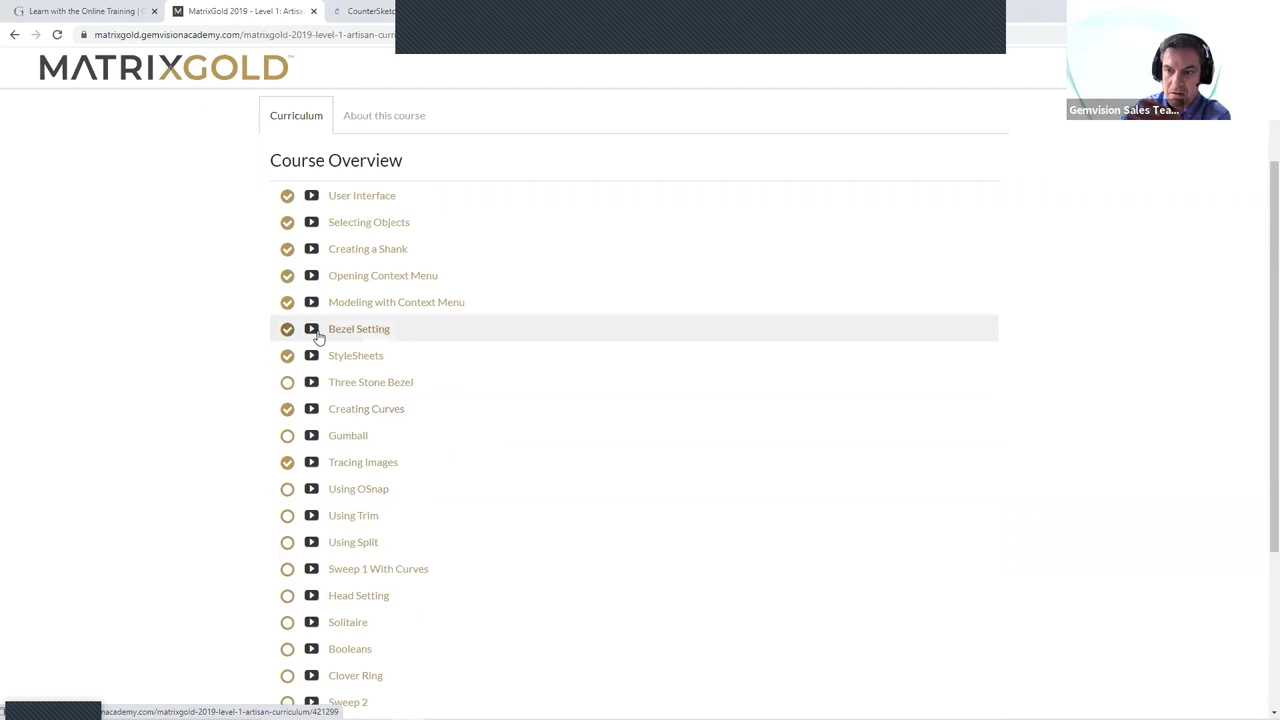 Learn with the Online Training | G
MatrixGold 2019 - Level 1: Artisan
CounterSketc
matrixgold.gemvisionacademy.com/matrixgold-2019-level-1-artisan-curri
MATRIXGOLD™
Gemvision Sales Tea...
Curriculum
About this course
Course Overview
User Interface
Selecting Objects
Creating a Shank
Opening Context Menu
Modeling with Context Menu
Bezel Setting
StyleSheets
Three Stone Bezel
Creating Curves
Gumball
Tracing Images
Using OSnap
Using Trim
Using Split
Sweep 1 With Curves
Head Setting
Solitaire
Booleans
Clover Ring
Sweep 2
nacademy.com/matrixgold-2019-level-1-artisan-curriculum/421299